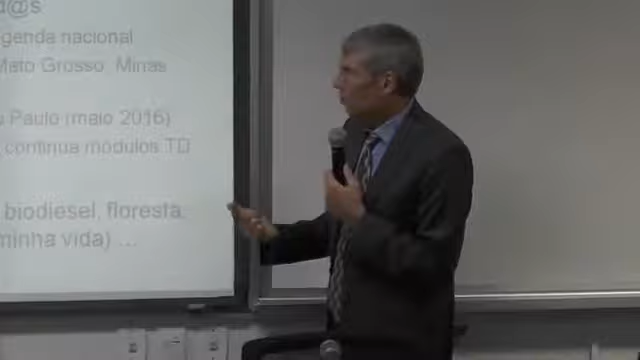 d@s
genda nacional
Mato Grosso, Minas
Paulo (maio 2016)
continua módulos TD
biodiesel, floresta,
minha vida) ...